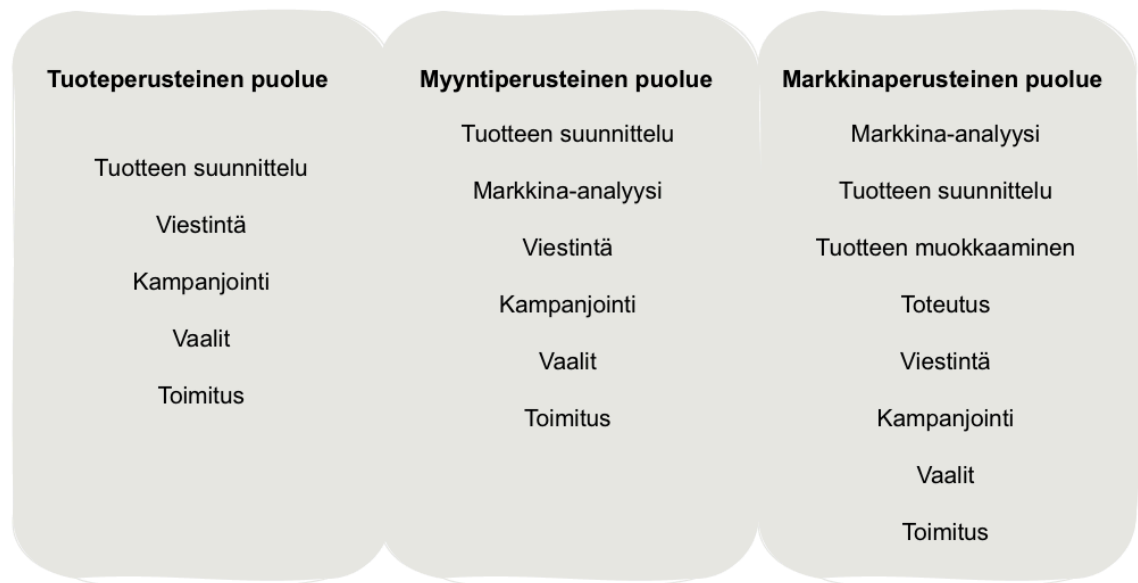 Tuoteperusteinen puolue
Tuotteen suunnittelu
Viestintä
Kampanjointi
Vaalit
Toimitus
Myyntiperusteinen puolue
Tuotteen suunnittelu
Markkina-analyysi
Viestintä
Kampanjointi
Vaalit
Toimitus
Markkinaperusteinen puolue
Markkina-analyysi
Tuotteen suunnittelu
Tuotteen muokkaaminen
Toteutus
Viestintä
Kampanjointi
Vaalit
Toimitus